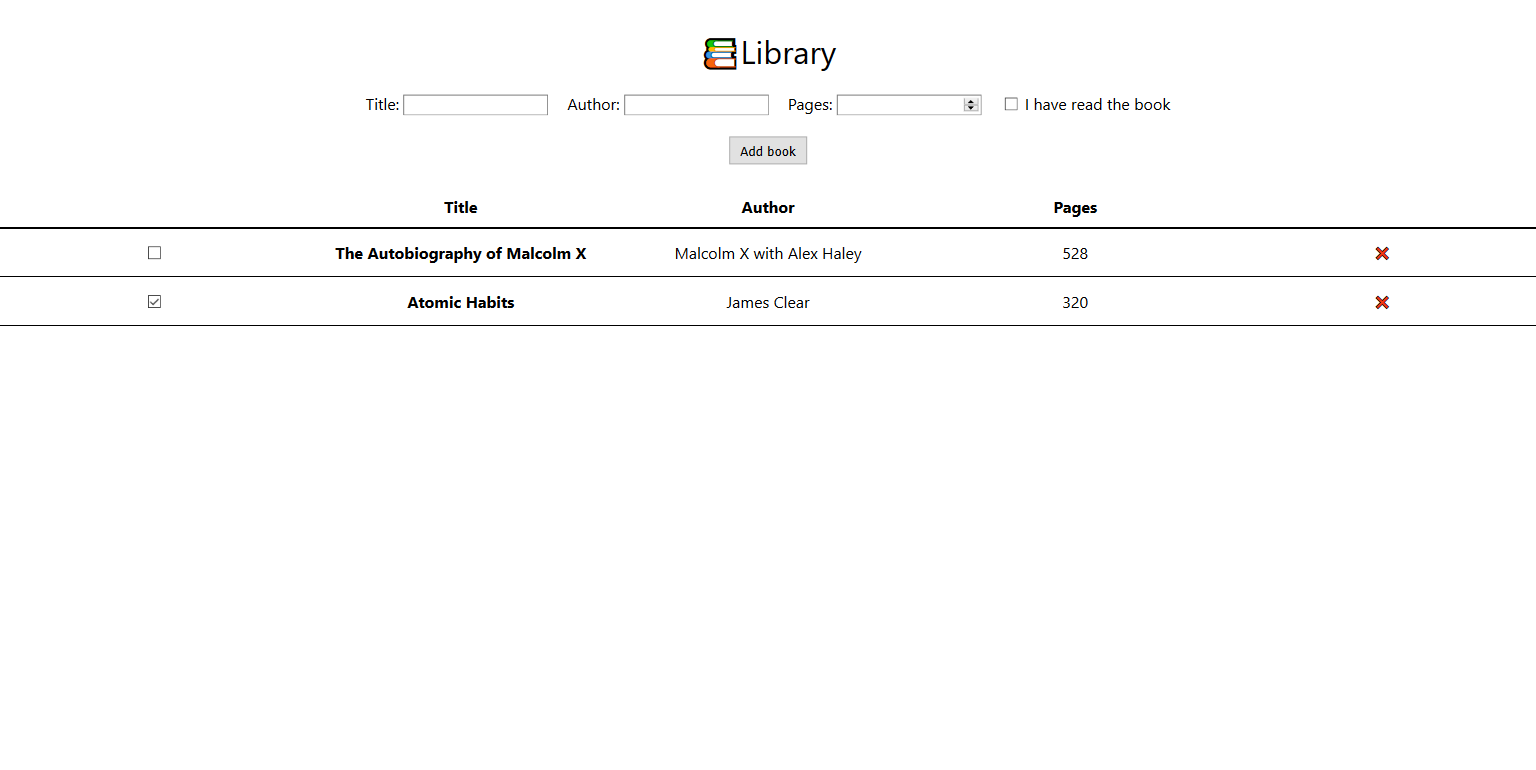 Library
Title: Author: Pages: I have read the book
Add book
Title Author Pages
The Autobiography of Malcolm X Malcolm X with Alex Haley 528
Atomic Habits James Clear 320